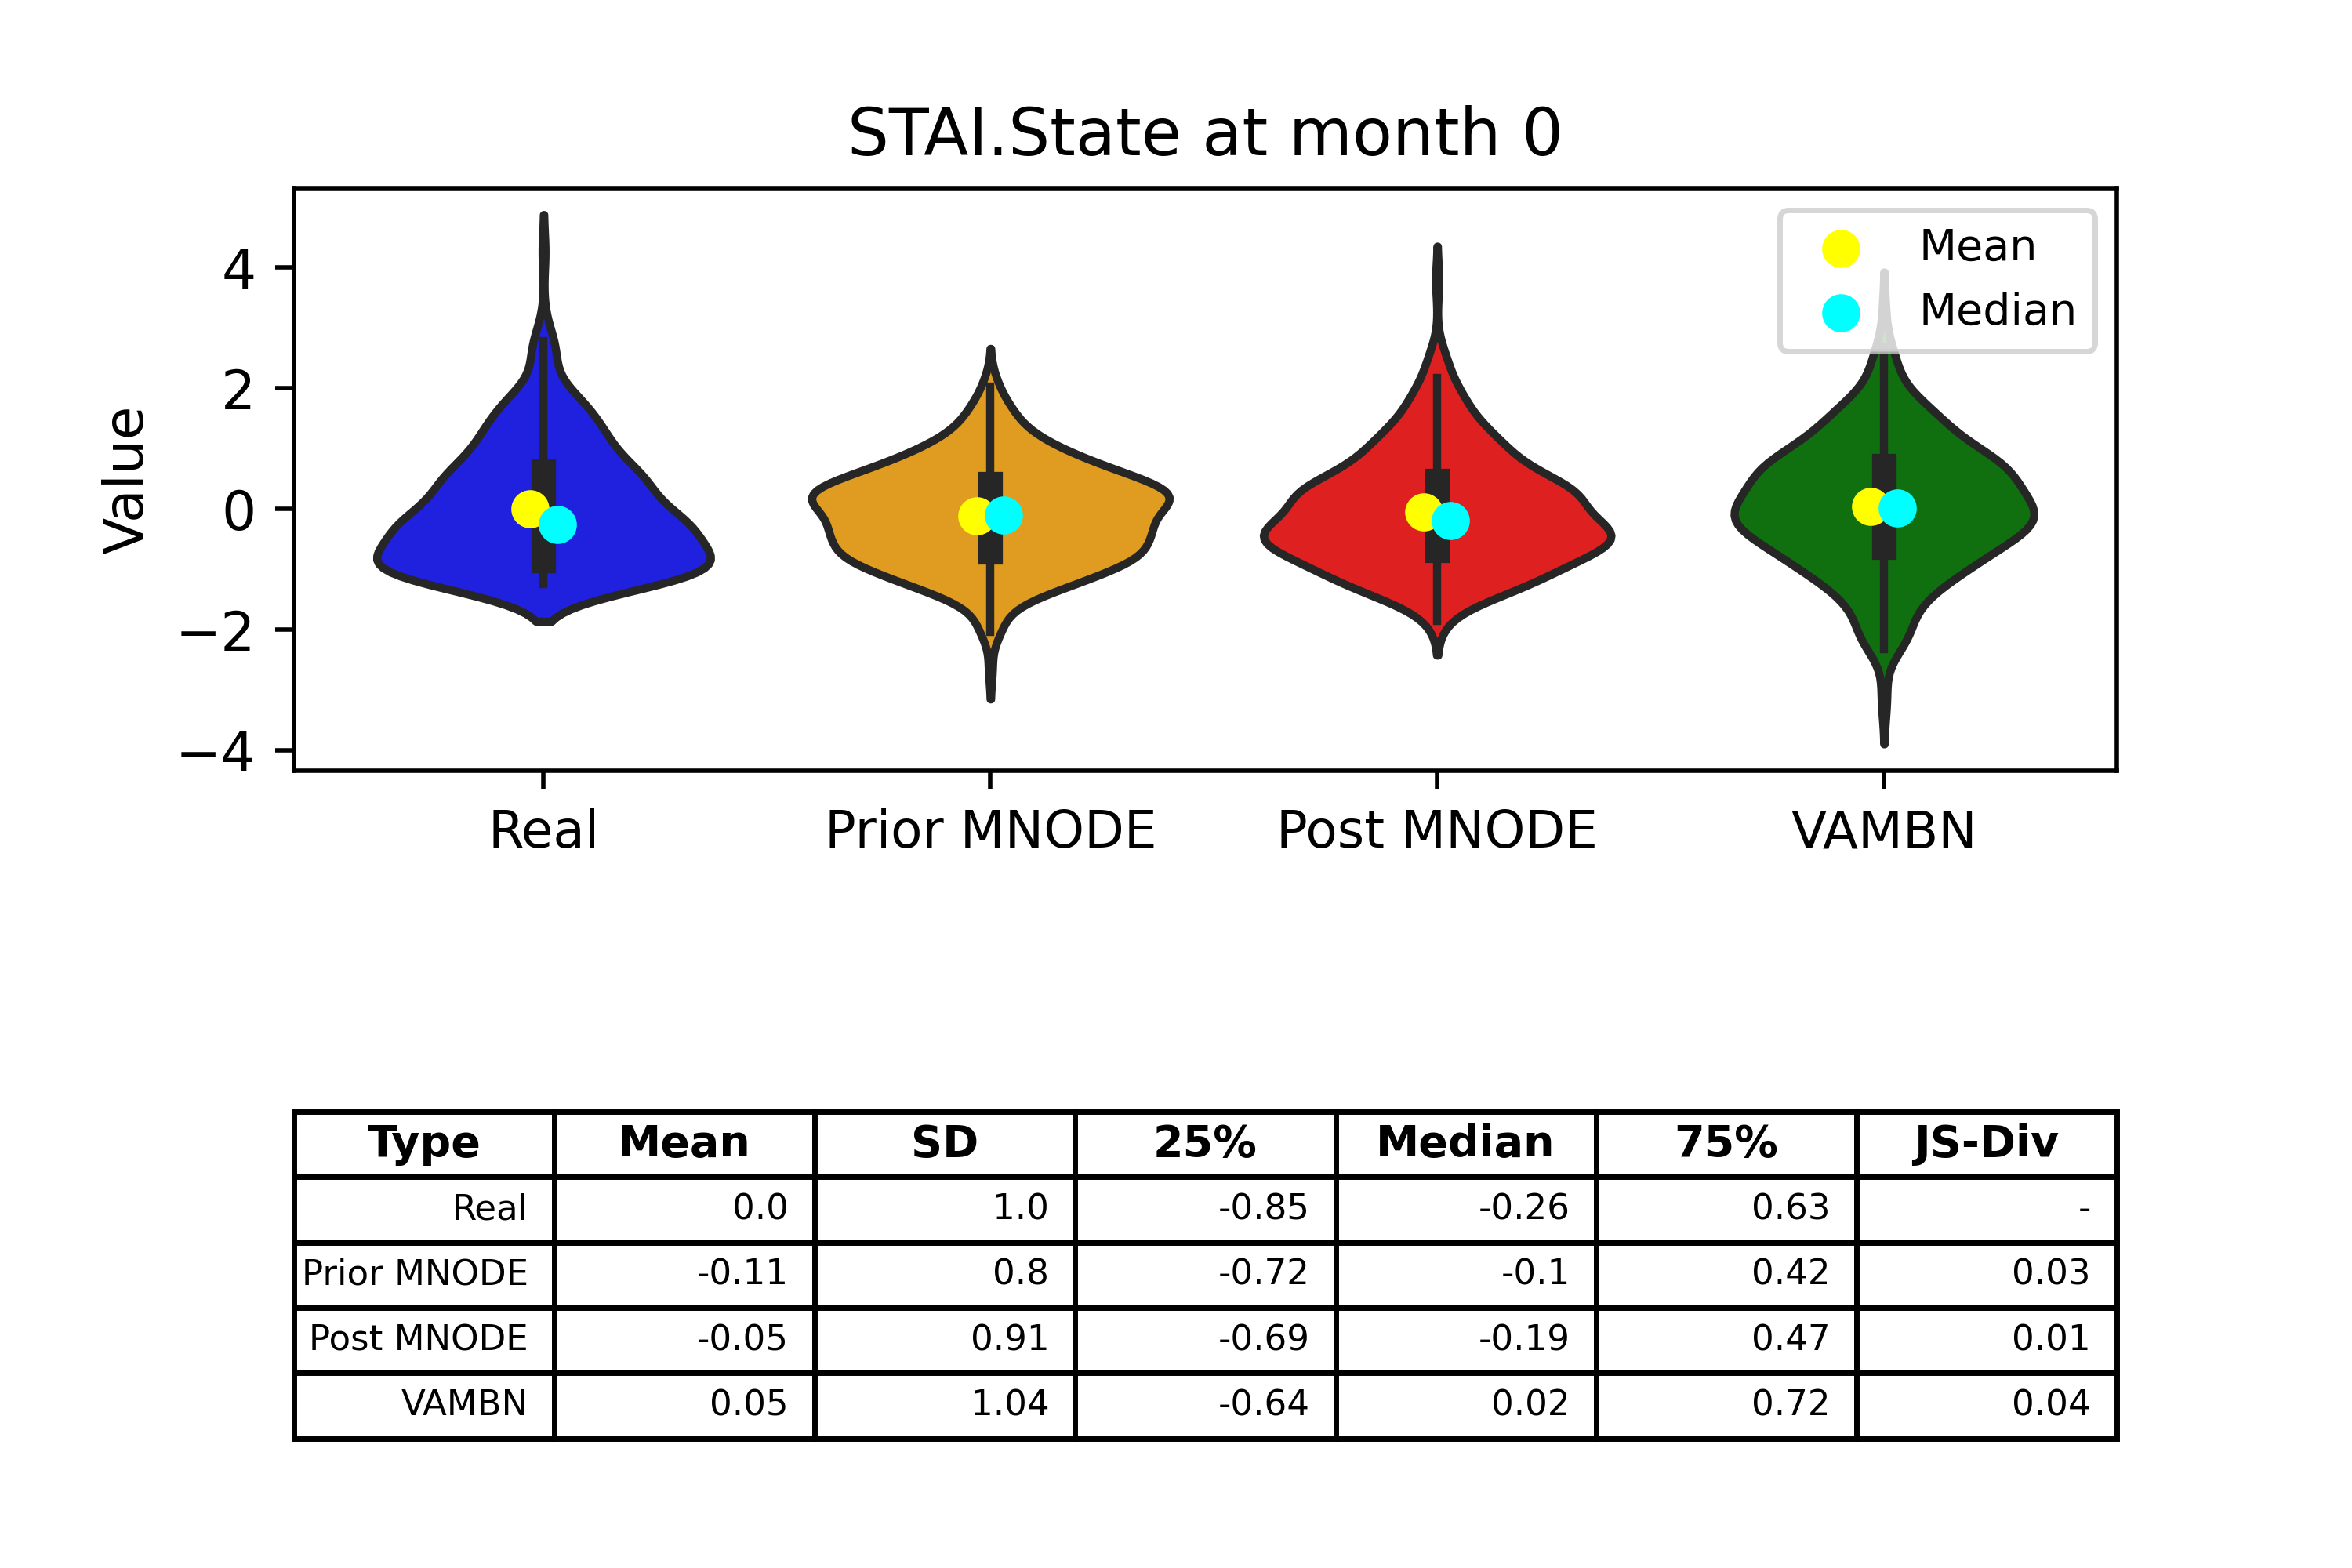 STAI.State at month 0
Value
4
2
0
−2
−4
Mean
Median
Real Prior MNODE Post MNODE VAMBN
Type Mean SD 25% Median 75% JS-Div
Real 0.0 1.0 -0.85 -0.26 0.63 -
Prior MNODE -0.11 0.8 -0.72 -0.1 0.42 0.03
Post MNODE -0.05 0.91 -0.69 -0.19 0.47 0.01
VAMBN 0.05 1.04 -0.64 0.02 0.72 0.04